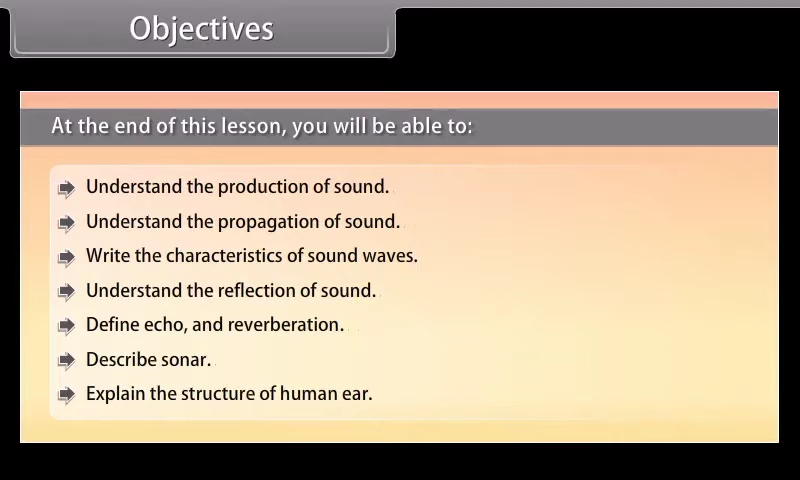 Objectives
At the end of this lesson, you will be able to:
Understand the production of sound.
Understand the propagation of sound.
Write the characteristics of sound waves.
Understand the reflection of sound.
Define echo, and reverberation.
Describe sonar.
Explain the structure of human ear.